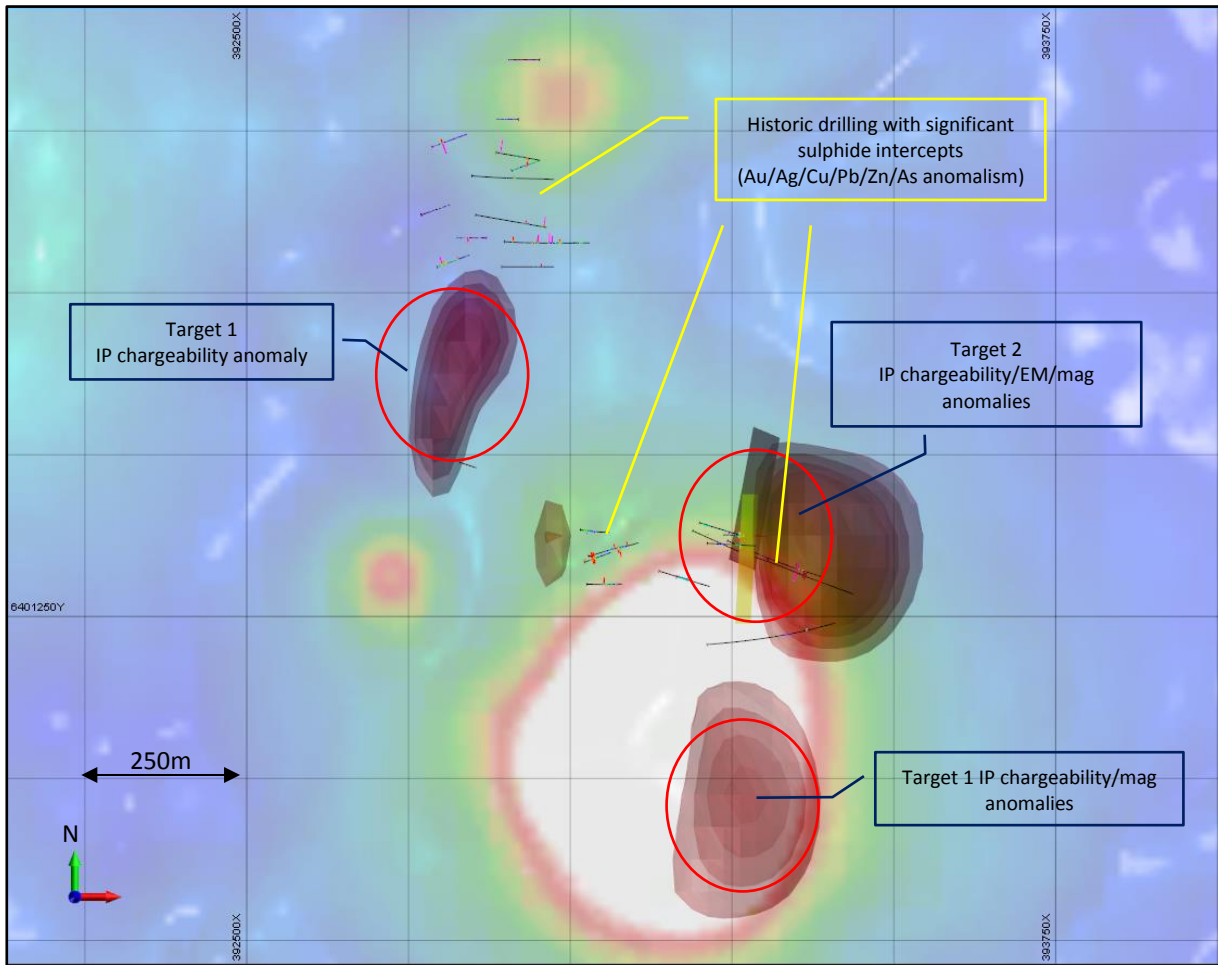 392500X
393750X
Historic drilling with significant
sulphide intercepts
(Au/Ag/Cu/Pb/Zn/As anomalism)
Target 1
IP chargeability anomaly
Target 2
IP chargeability/EM/mag
anomalies
6401250Y
250m
Target 1 IP chargeability/mag
anomalies
N
392500X
393750X